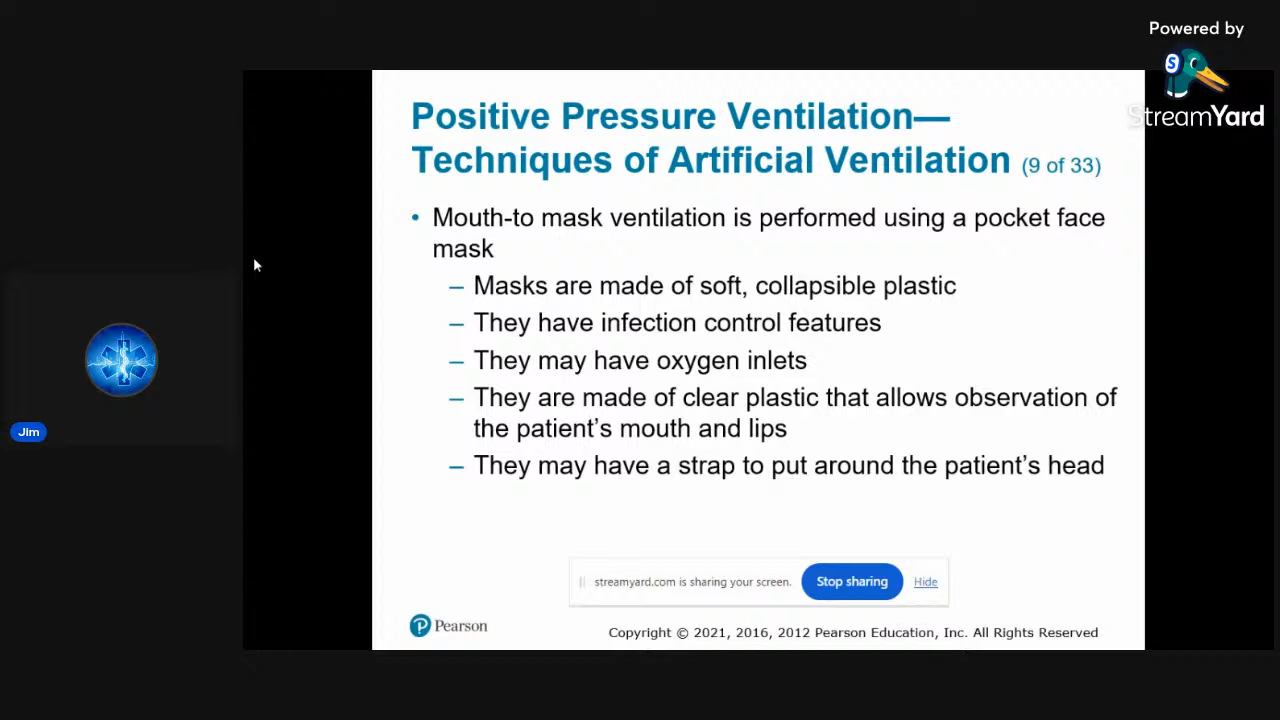 Powered by
StreamYard
Positive Pressure Ventilation—
Techniques of Artificial Ventilation (9 of 33)
• Mouth-to mask ventilation is performed using a pocket face
mask
– Masks are made of soft, collapsible plastic
– They have infection control features
– They may have oxygen inlets
– They are made of clear plastic that allows observation of
the patient's mouth and lips
– They may have a strap to put around the patient's head
Jim
streamyard.com is sharing your screen. Stop sharing Hide
Pearson
Copyright © 2021, 2016, 2012 Pearson Education, Inc. All Rights Reserved